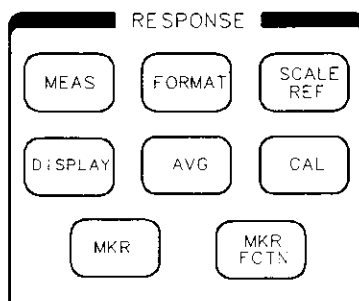 RESPONSE
MEAS
FORMAT
SCALE
REF
DISPLAY
AVG
CAL
MKR
MKR
FCTN